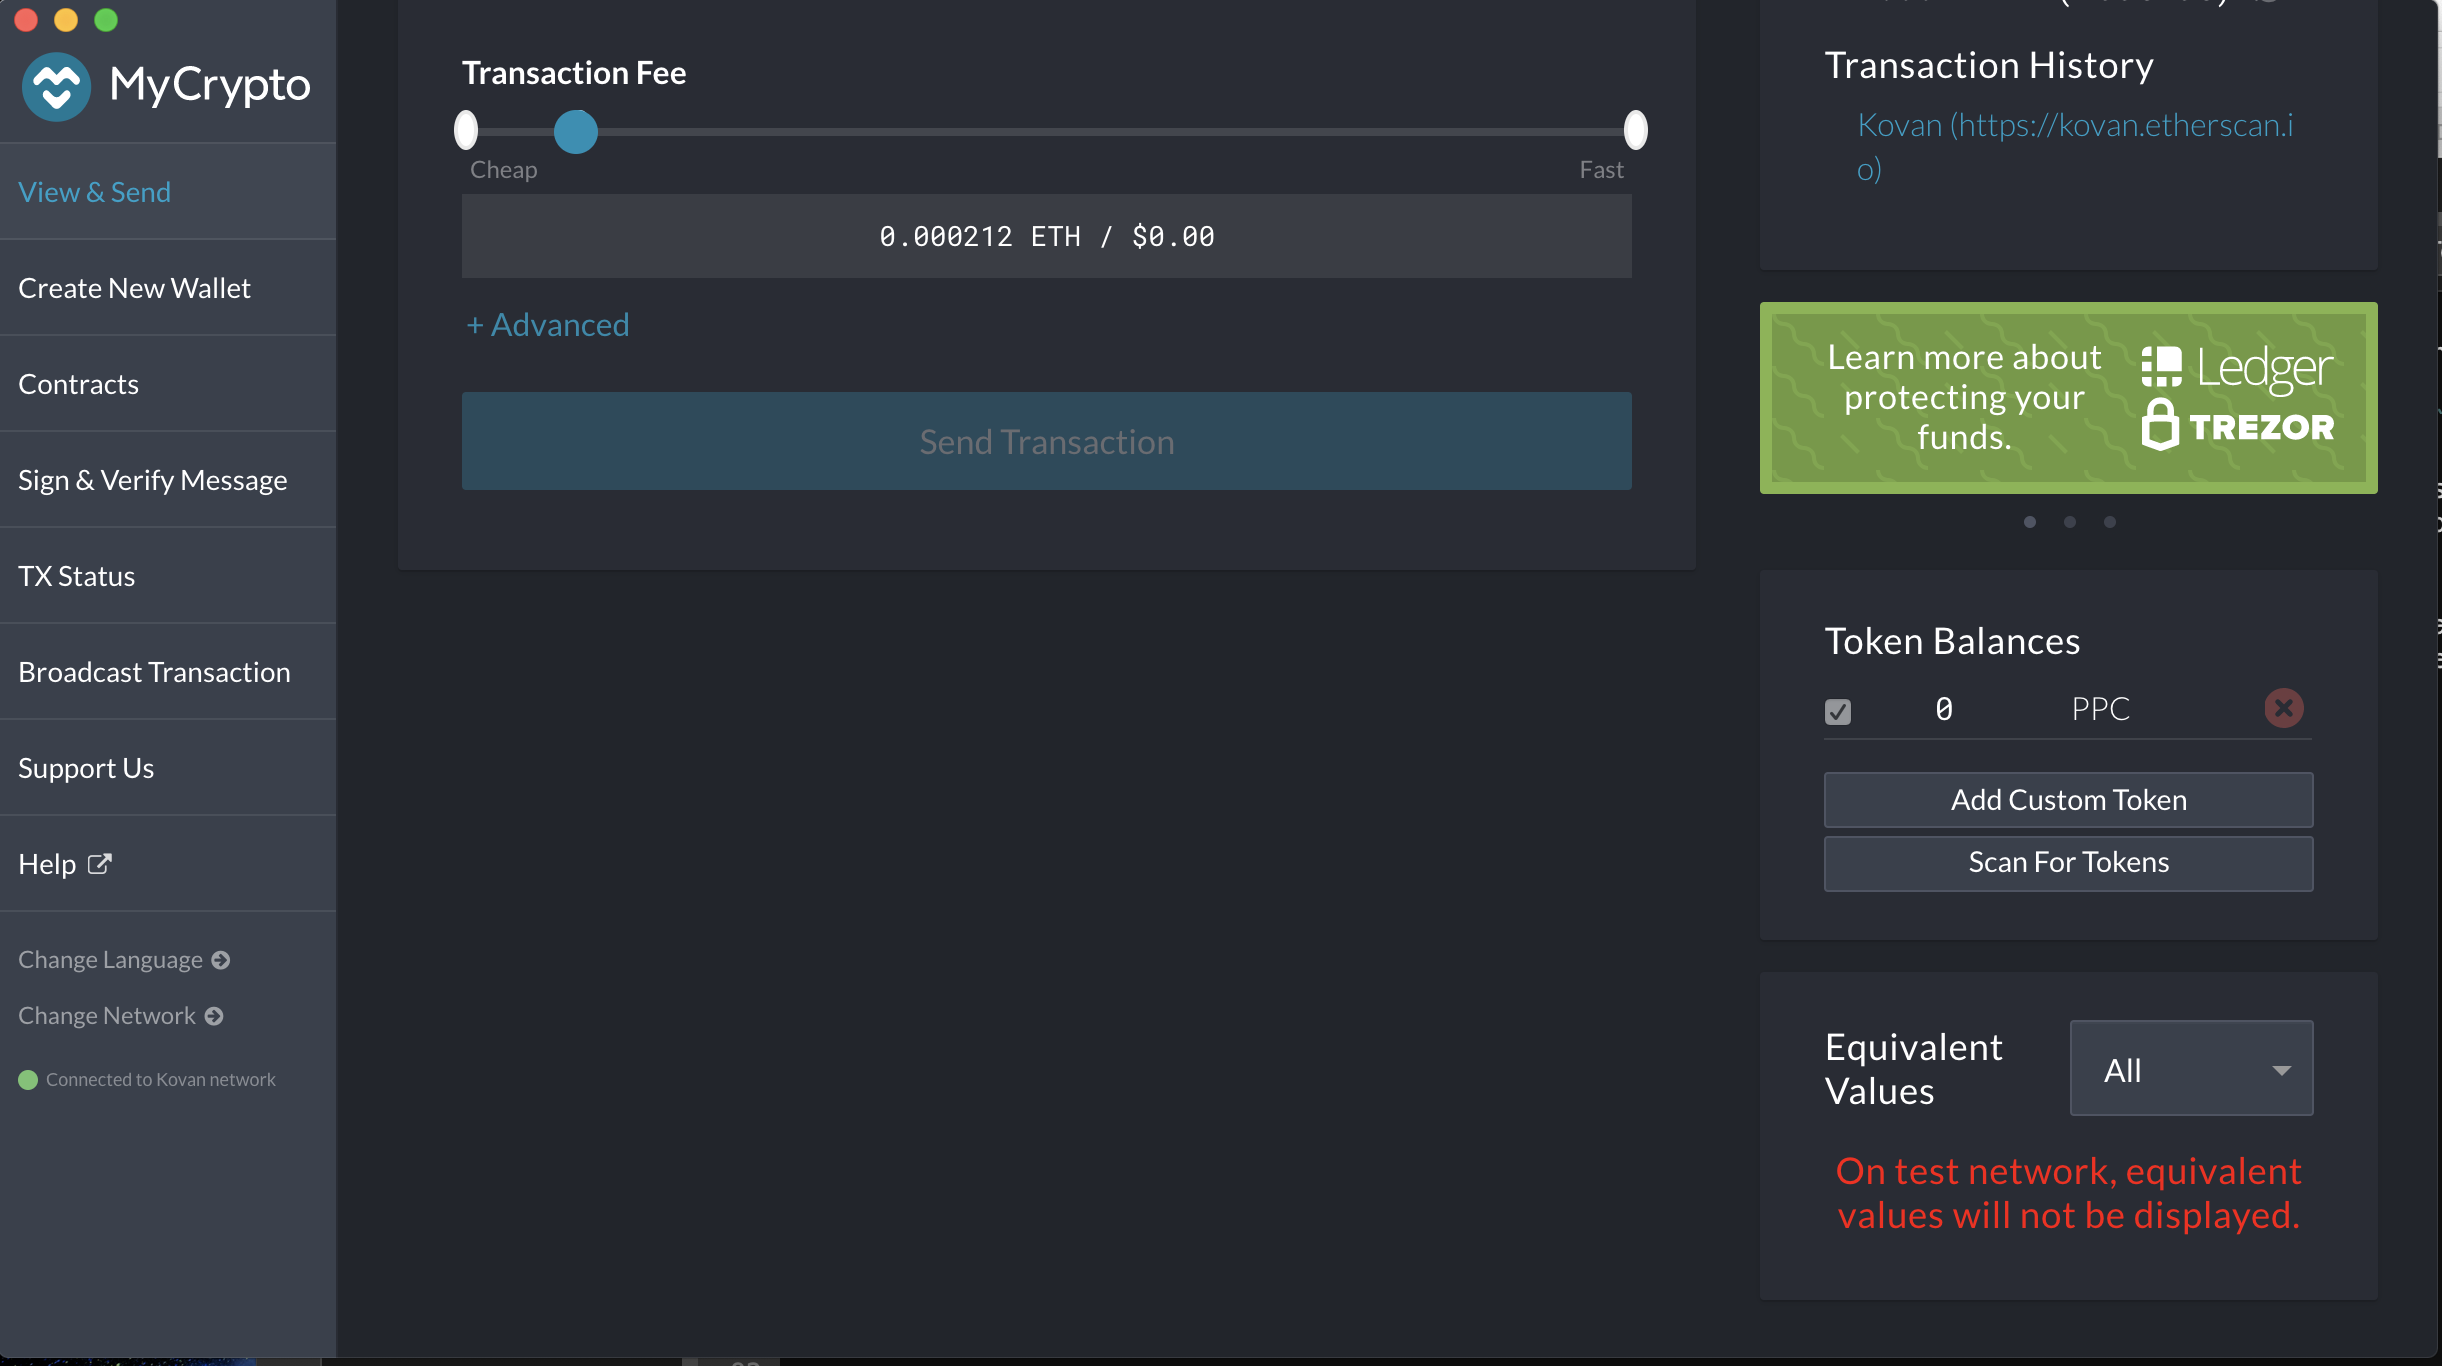 MyCrypto
View & Send
Create New Wallet
Contracts
Sign & Verify Message
TX Status
Broadcast Transaction
Support Us
Help
Change Language
Change Network
Connected to Kovan network
Transaction Fee
Cheap
Fast
0.000212 ETH / $0.00
+ Advanced
Send Transaction
Transaction History
Kovan (https://kovan.etherscan.i
o)
Learn more about
protecting your
funds.
Ledger
TREZOR
Token Balances
0 PPC
Add Custom Token
Scan For Tokens
Equivalent
Values
All
On test network, equivalent
values will not be displayed.